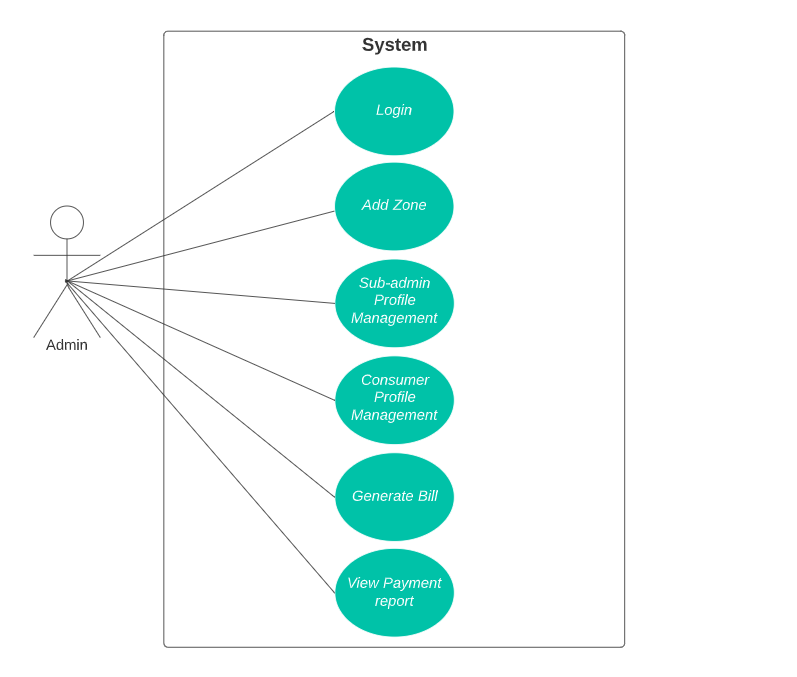 System
Login
Add Zone
Sub-admin
Profile
Management
Admin
Consumer
Profile
Management
Generate Bill
View Payment
report